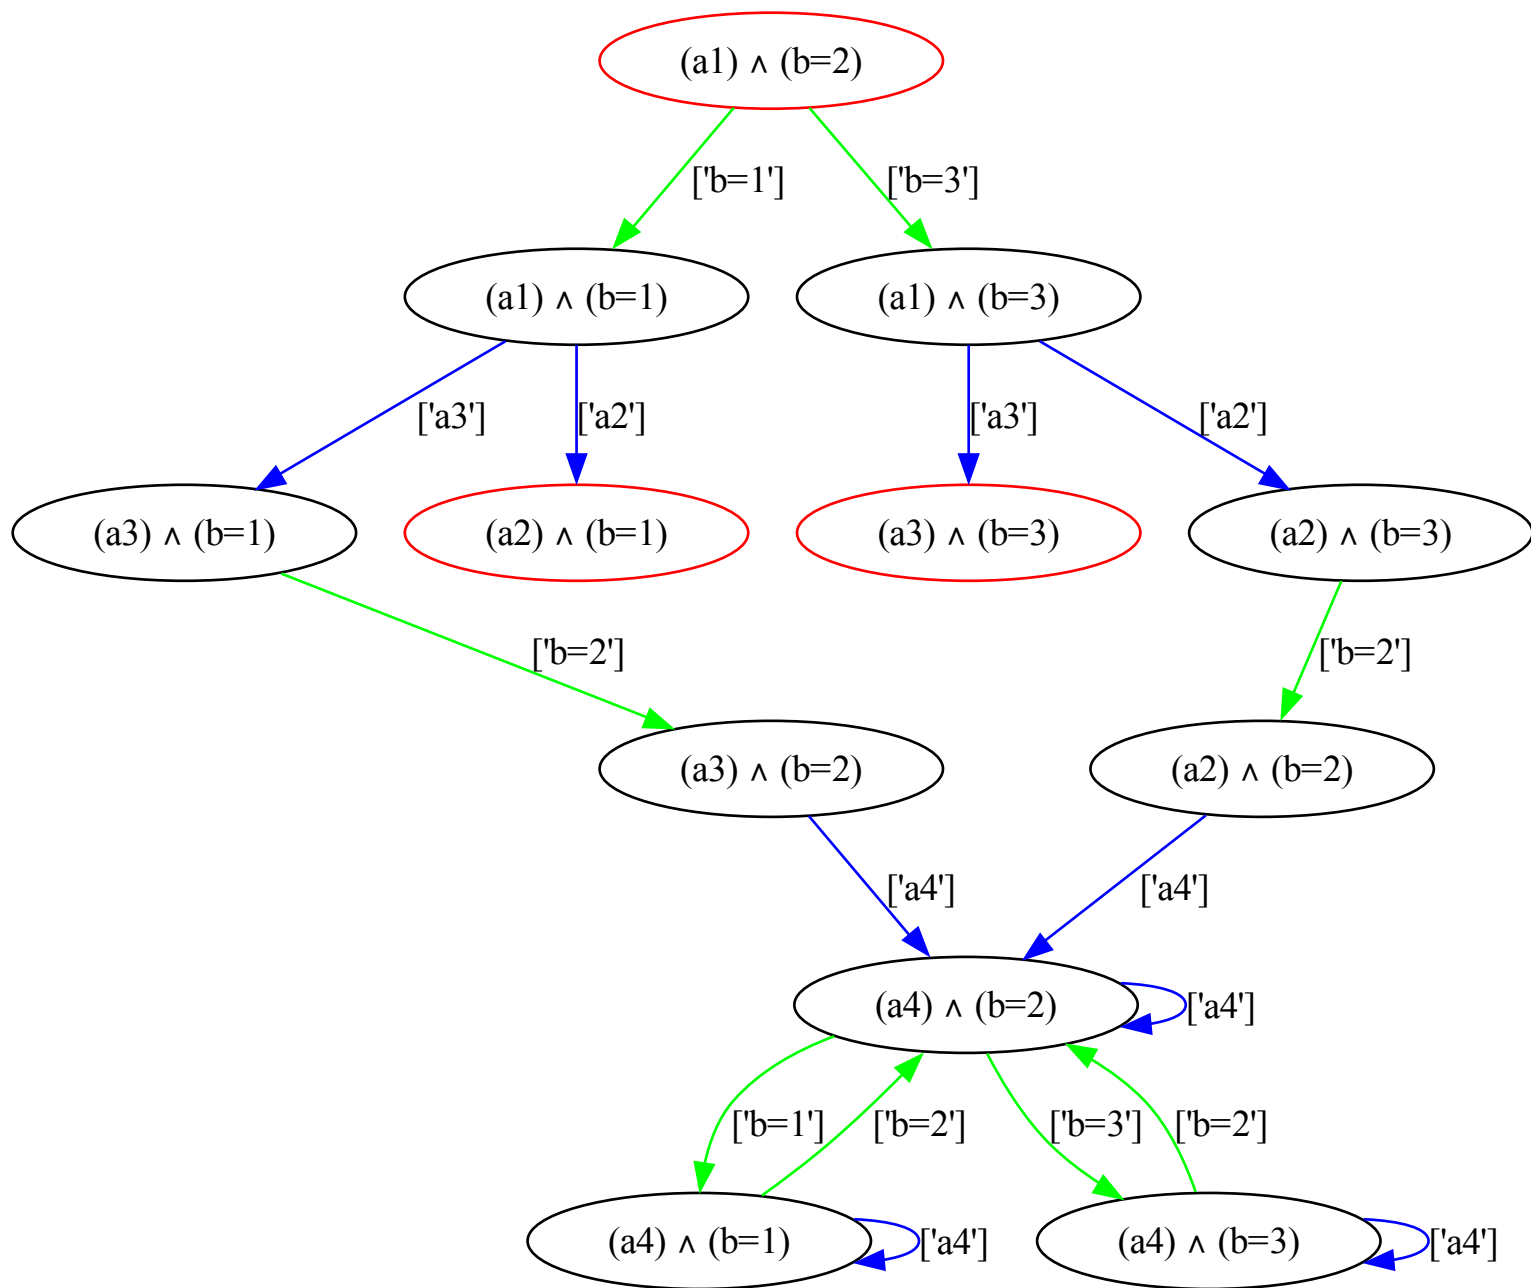 (a1) ∧ (b=2)
['b=1']
['b=3']
(a1) ∧ (b=1)
(a1) ∧ (b=3)
['a3']
['a2']
['a3']
['a2']
(a3) ∧ (b=1)
(a2) ∧ (b=1)
(a3) ∧ (b=3)
(a2) ∧ (b=3)
['b=2']
['b=2']
(a3) ∧ (b=2)
(a2) ∧ (b=2)
['a4']
['a4']
(a4) ∧ (b=2)
['a4']
['b=1']
['b=2']
['b=3']
['b=2']
(a4) ∧ (b=1)
['a4']
(a4) ∧ (b=3)
['a4']